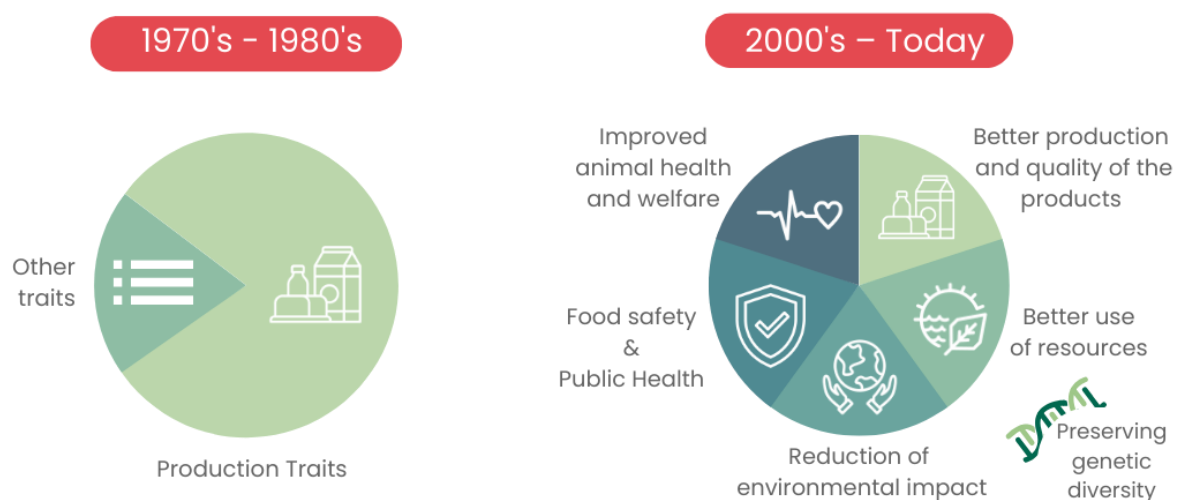 1970's - 1980's
Other
traits
Production Traits
2000's – Today
Improved
animal health
and welfare
Better production
and quality of the
products
Food safety
&
Public Health
Better use
of resources
Reduction of
environmental impact
Preserving
genetic
diversity